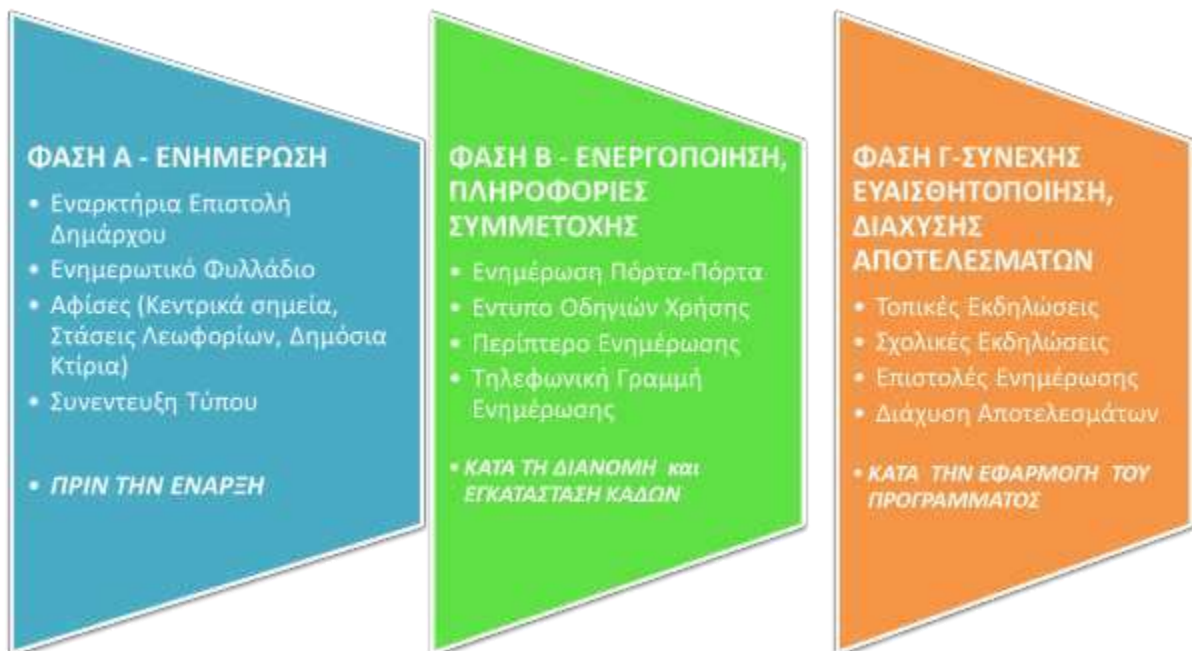 ΦΑΣΗ Α - ΕΝΗΜΕΡΩΣΗ
• Εναρκτήρια Επιστολή
Δημάρχου
• Ενημερωτικό Φυλλάδιο
• Αφίσες (Κεντρικά σημεία,
Στάσεις Λεωφορίων, Δημόσια
Κτίρια)
• Συνεντευξη Τύπου
• ΠΡΙΝ ΤΗΝ ΕΝΑΡΞΗ
ΦΑΣΗ Β - ΕΝΕΡΓΟΠΟΙΗΣΗ,
ΠΛΗΡΟΦΟΡΙΕΣ
ΣΥΜΜΕΤΟΧΗΣ
• Ενημέρωση Πόρτα-Πόρτα
• Εντυπο Οδηγιών Χρήσης
• Περίπτερο Ενημέρωσης
• Τηλεφωνική Γραμμή
Ενημέρωσης
• ΚΑΤΑ ΤΗ ΔΙΑΝΟΜΗ και
ΕΓΚΑΤΑΣΤΑΣΗ ΚΑΔΩΝ
ΦΑΣΗ Γ-ΣΥΝΕΧΗΣ
ΕΥΑΙΣΘΗΤΟΠΟΙΗΣΗ,
ΔΙΑΧΥΣΗΣ
ΑΠΟΤΕΛΕΣΜΑΤΩΝ
• Τοπικές Εκδηλώσεις
• Σχολικές Εκδηλώσεις
• Επιστολές Ενημέρωσης
• Διάχυση Αποτελεσμάτων
• ΚΑΤΑ ΤΗΝ ΕΦΑΡΜΟΓΗ ΤΟΥ
ΠΡΟΓΡΑΜΜΑΤΟΣ